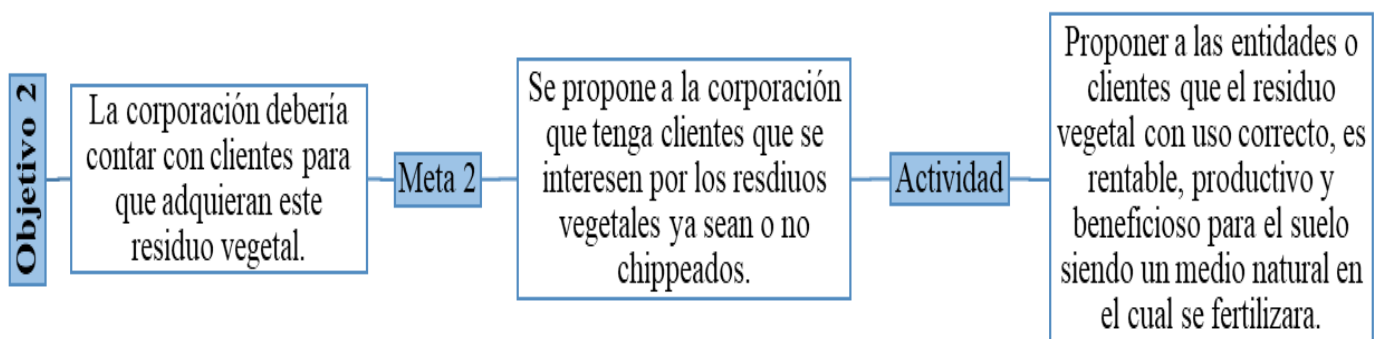 Objetivo 2
La corporación debería
contar con clientes para
que adquieran este
residuo vegetal.
Meta 2
Se propone a la corporación
que tenga clientes que se
interesen por los resdiuos
vegetales ya sean o no
chippeados.
Actividad
Proponer a las entidades o
clientes que el residuo
vegetal con uso correcto, es
rentable, productivo y
beneficioso para el suelo
siendo un medio natural en
el cual se fertilizara.